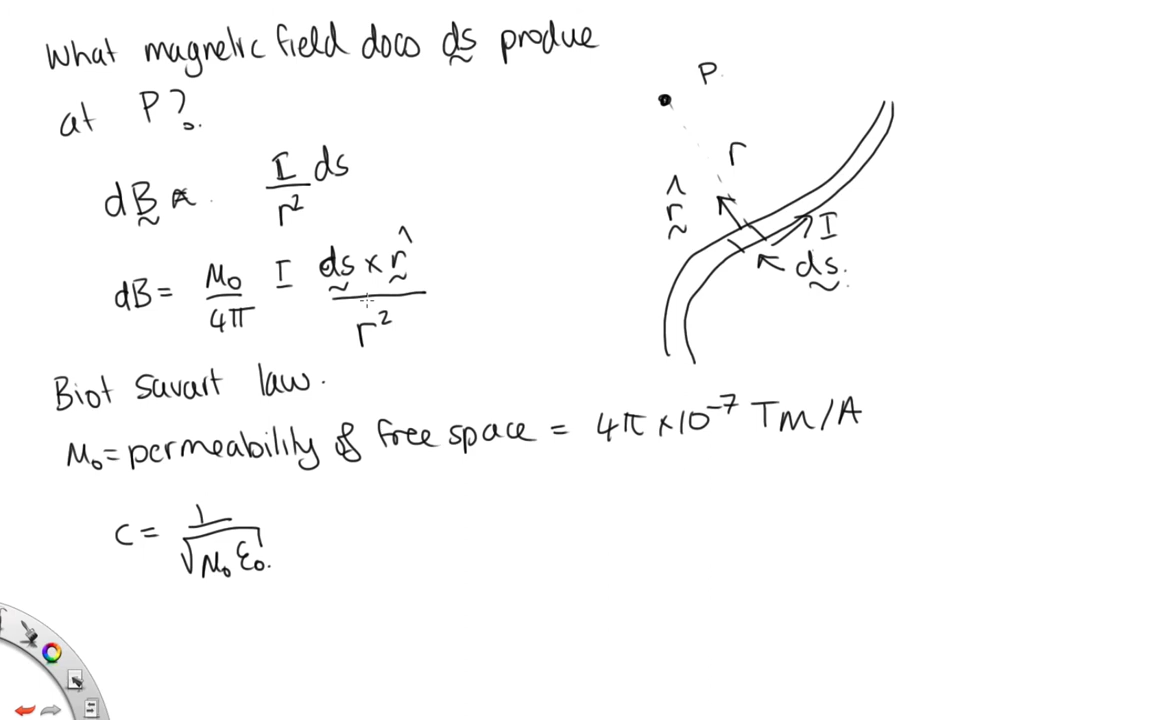 What magnetic field does ds produe
at P?
dB ∝ I/r² ds
dB = μ₀/4π I ds × r̂ / r²
Biot Savart law.
μ₀ = permeability of free space = 4π × 10⁻⁷ Tm/A
c = 1/√μ₀ε₀.
P.
r
r̂
I
ds.